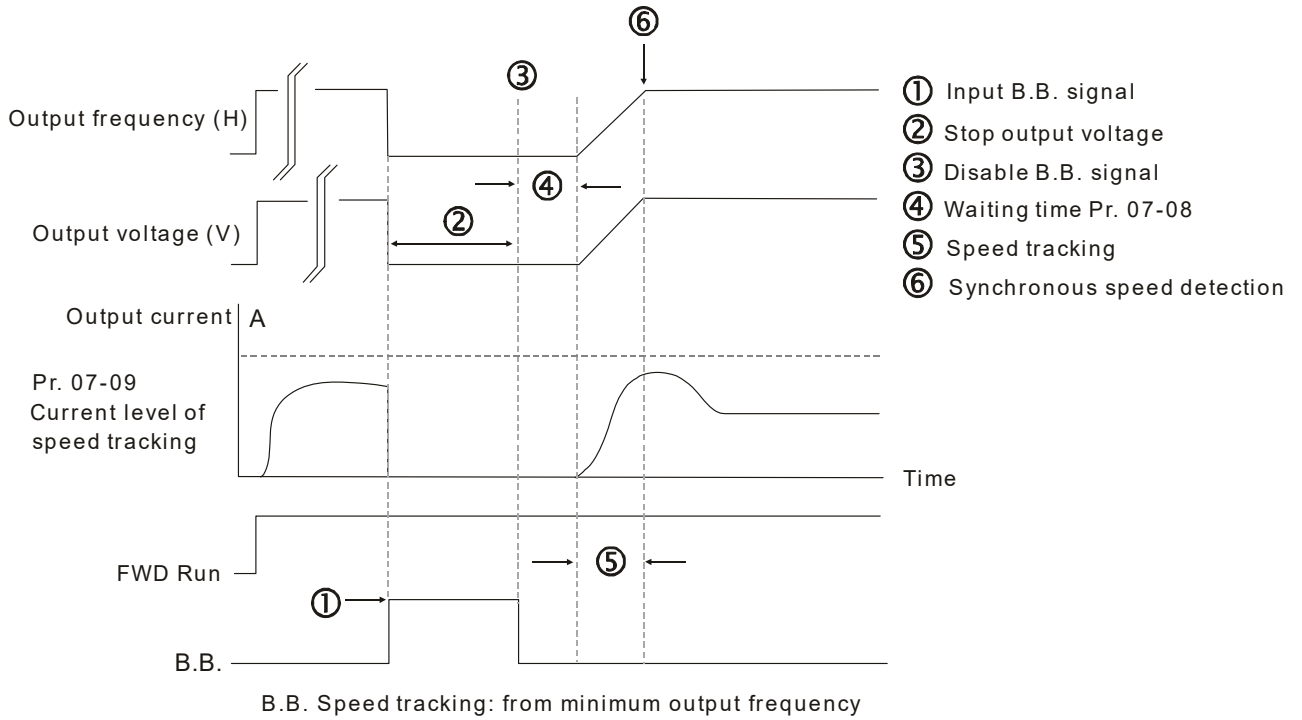 ⑥
③
Output frequency (H)
④
②
Output voltage (V)
① Input B.B. signal
② Stop output voltage
③ Disable B.B. signal
④ Waiting time Pr. 07-08
⑤ Speed tracking
⑥ Synchronous speed detection
Output current A
Pr. 07-09
Current level of
speed tracking
Time
FWD Run
⑤
①
B.B.
B.B. Speed tracking: from minimum output frequency